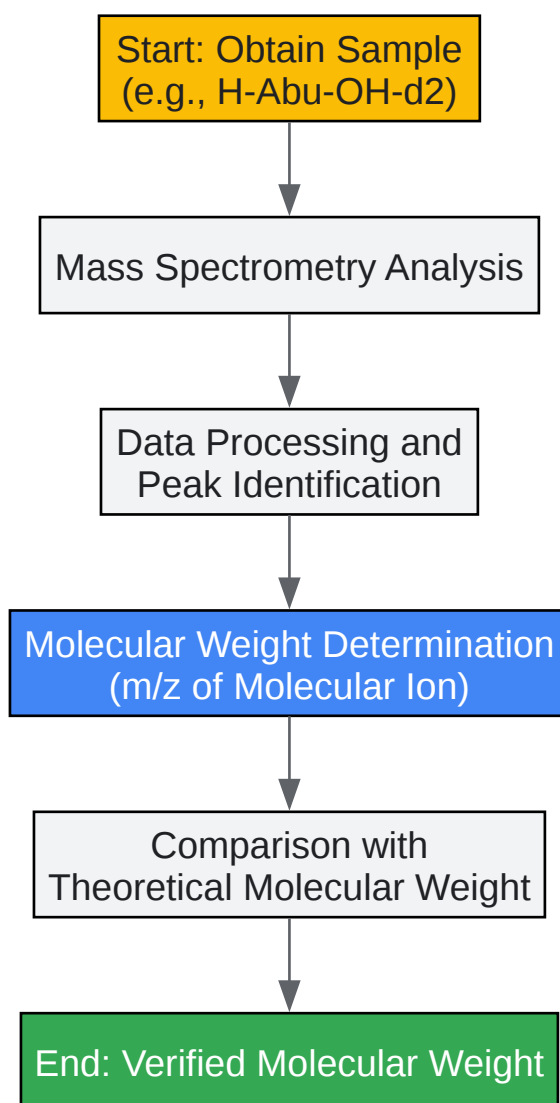 Start: Obtain Sample
(e.g., H-Abu-OH-d2)
Mass Spectrometry Analysis
Data Processing and
Peak Identification
Molecular Weight Determination
(m/z of Molecular Ion)
Comparison with
Theoretical Molecular Weight
End: Verified Molecular Weight